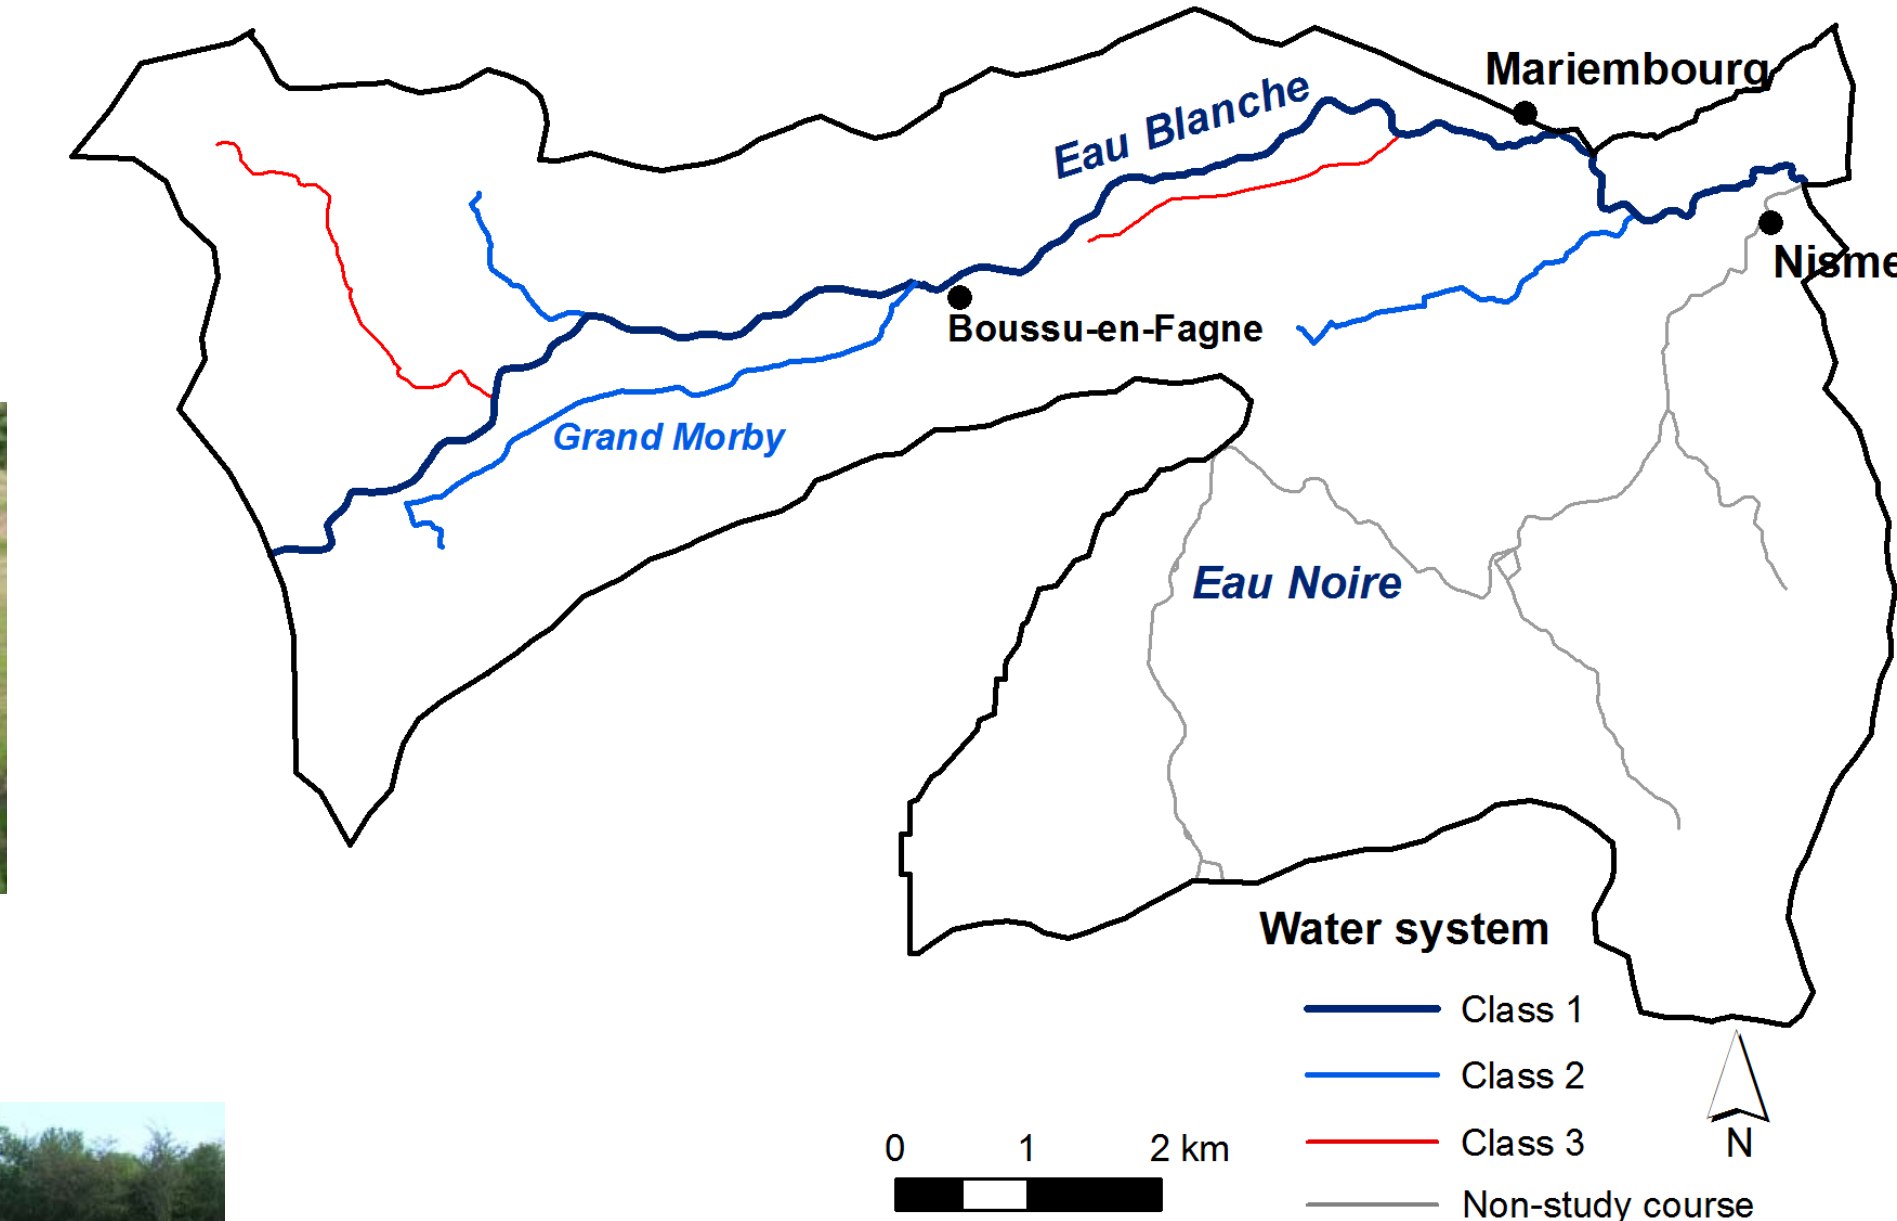 Mariembourg
Eau Blanche
Nisme
Boussu-en-Fagne
Grand Morby
Eau Noire
Water system
Class 1
Class 2
Class 3
Non-study course
0 1 2 km
N